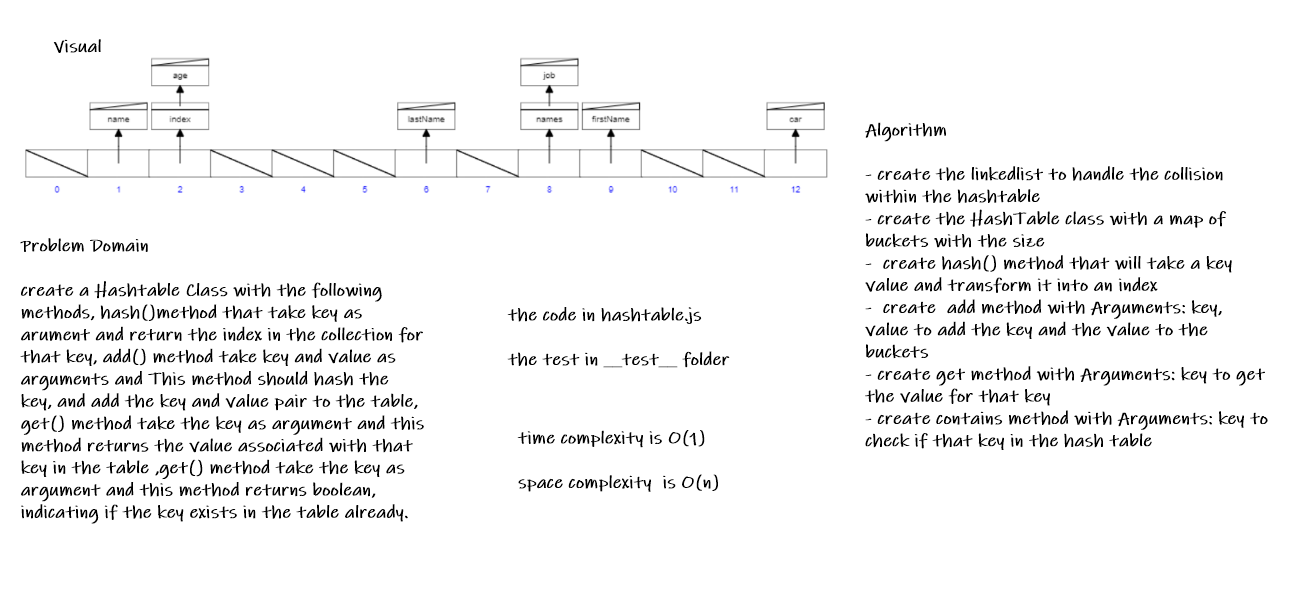 Visual
age
job
name
index
lastName
names
firstName
car
0 1 2 3 4 5 6 7 8 9 10 11 12
Problem Domain
create a Hashtable Class with the following
methods, hash()method that take key as
arument and return the index in the collection for
that key, add() method take key and value as
arguments and This method should hash the
key, and add the key and value pair to the table,
get() method take the key as argument and this
method returns the value associated with that
key in the table ,get() method take the key as
argument and this method returns boolean,
indicating if the key exists in the table already.
the code in hashtable.js
the test in __test__ folder
time complexity is O(1)
space complexity is O(n)
Algorithm
- create the linkedlist to handle the collision
within the hashtable
- create the HashTable class with a map of
buckets with the size
- create hash() method that will take a key
value and transform it into an index
- create add method with Arguments: key,
value to add the key and the value to the
buckets
- create get method with Arguments: key to get
the value for that key
- create contains method with Arguments: key to
check if that key in the hash table